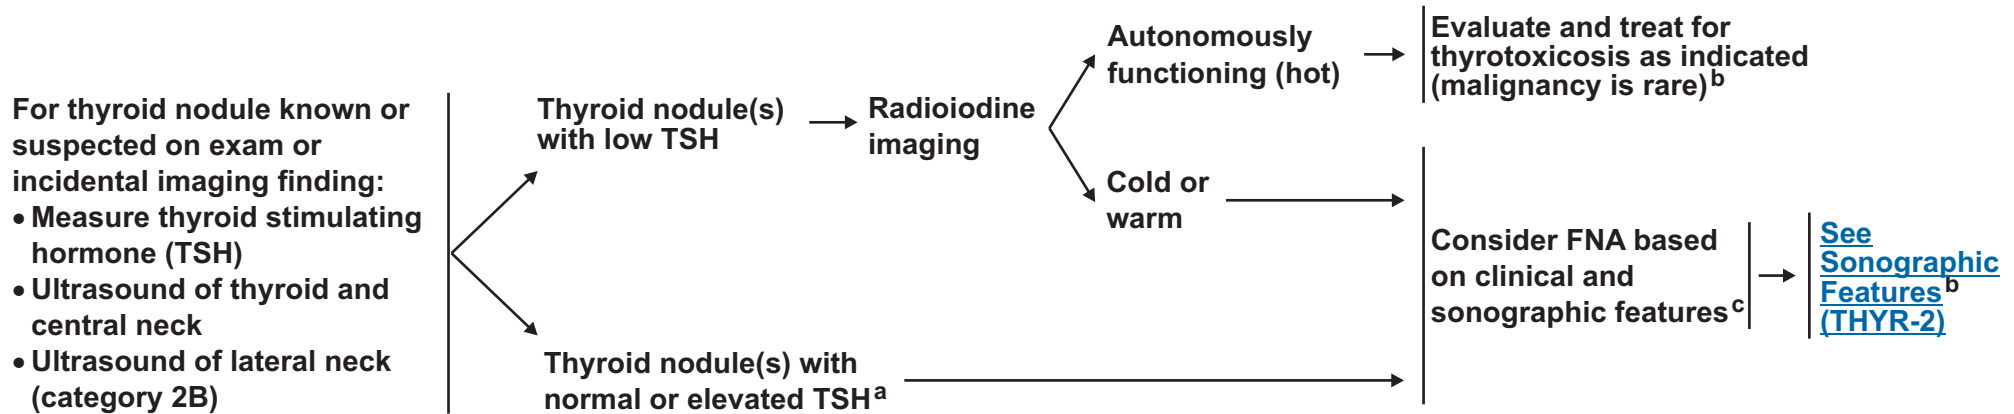 For thyroid nodule known or
suspected on exam or
incidental imaging finding:
• Measure thyroid stimulating
hormone (TSH)
• Ultrasound of thyroid and
central neck
• Ultrasound of lateral neck
(category 2B)
Thyroid nodule(s)
with low TSH
Radioiodine
imaging
Autonomously
functioning (hot)
Evaluate and treat for
thyrotoxicosis as indicated
(malignancy is rare)b
Cold or
warm
Thyroid nodule(s) with
normal or elevated TSHa
Consider FNA based
on clinical and
sonographic featuresc
See
Sonographic
Featuresb
(THYR-2)